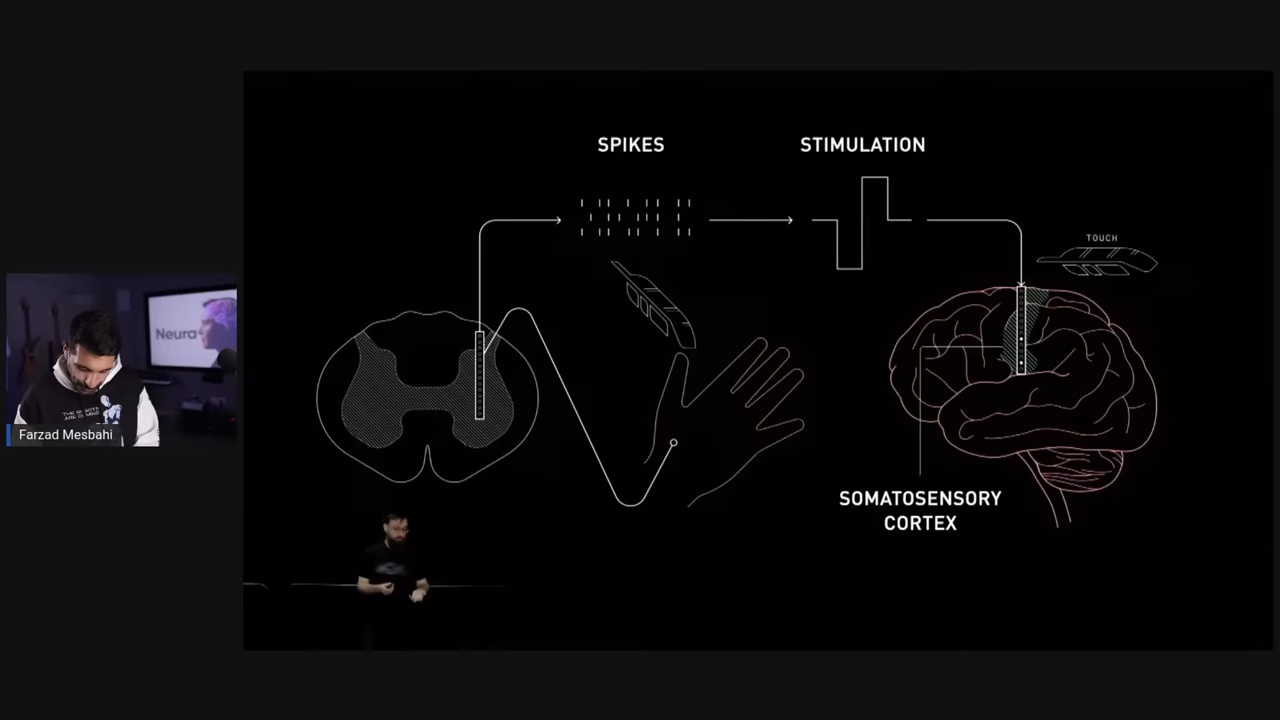 SPIKES
STIMULATION
TOUCH
Neura
Farzad Mesbahi
SOMATOSENSORY
CORTEX